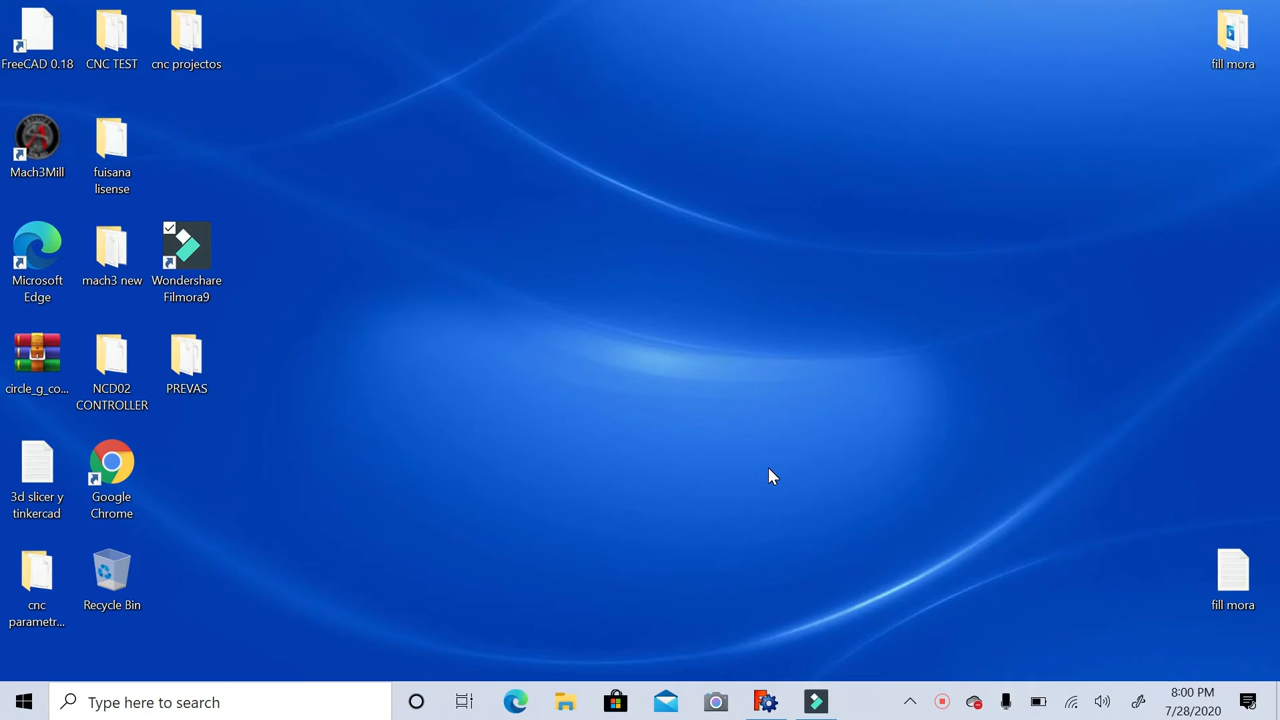 FreeCAD 0.18
CNC TEST
cnc projectos
fill mora
Mach3Mill
fuisana
lisense
Microsoft
Edge
mach3 new
Wondershare
Filmora9
circle_g_co...
NCD02
CONTROLLER
PREVAS
3d slicer y
tinkercad
Google
Chrome
cnc
parametr...
Recycle Bin
fill mora
Type here to search
8:00 PM
7/28/2020